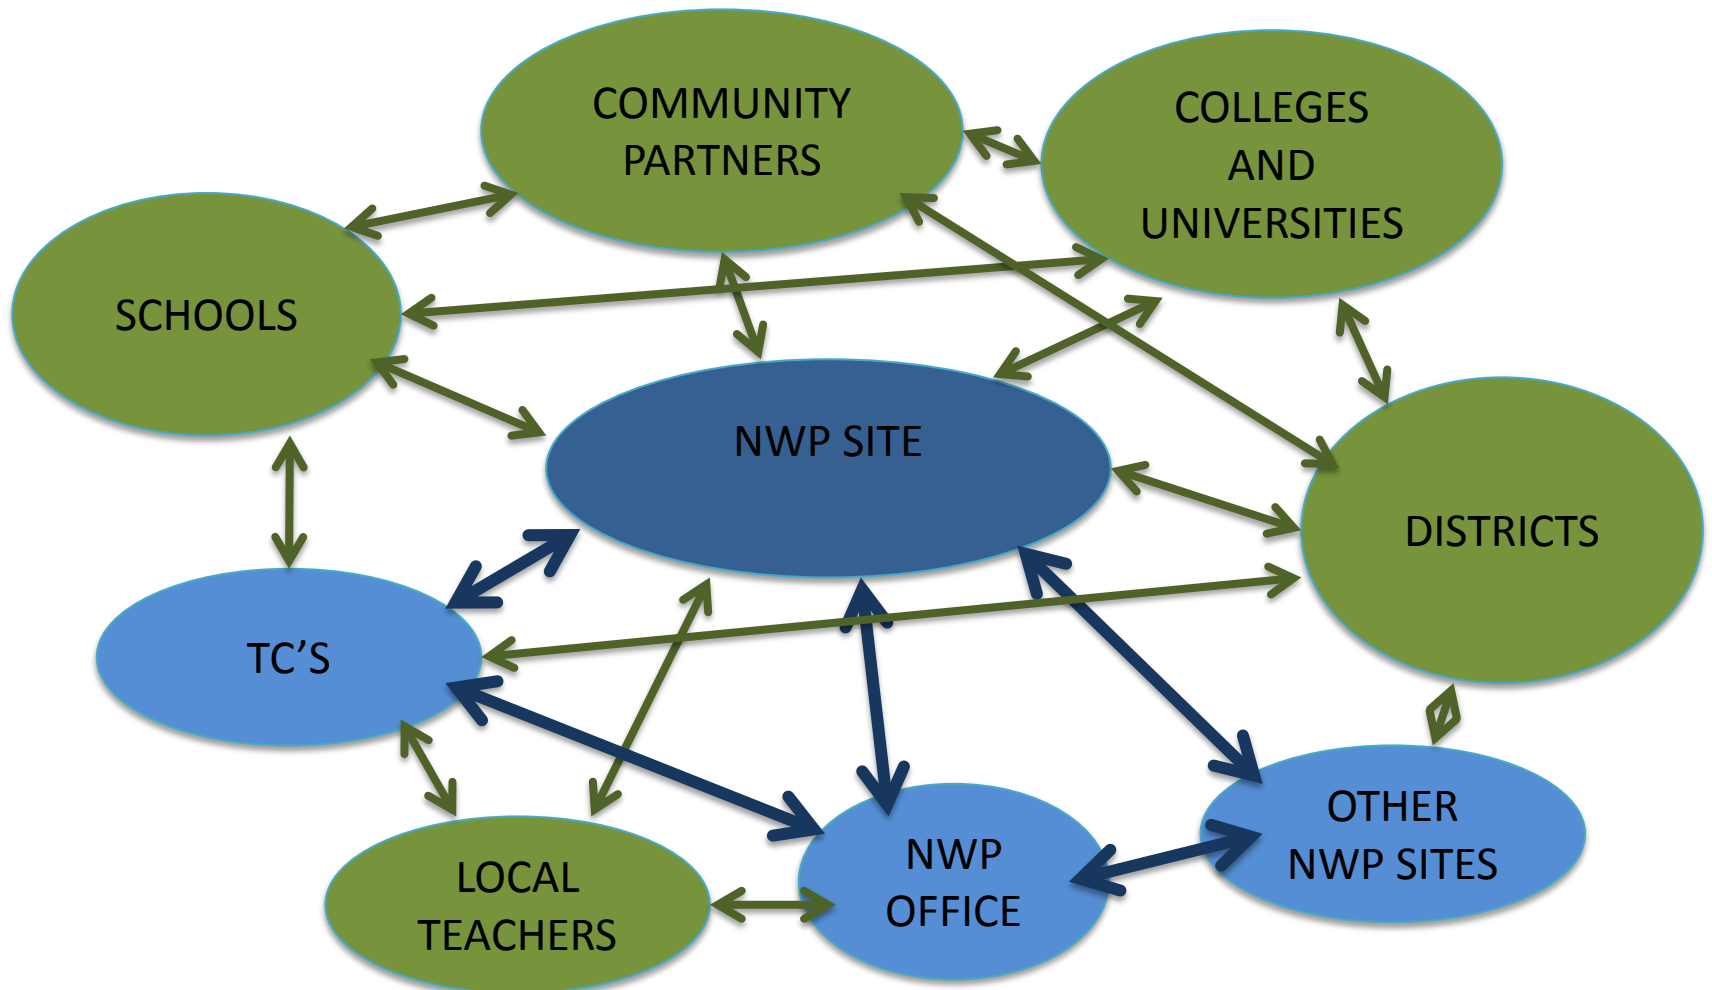 COMMUNITY
PARTNERS
COLLEGES
AND
UNIVERSITIES
SCHOOLS
NWP SITE
DISTRICTS
TC’S
OTHER
NWP SITES
NWP
OFFICE
LOCAL
TEACHERS